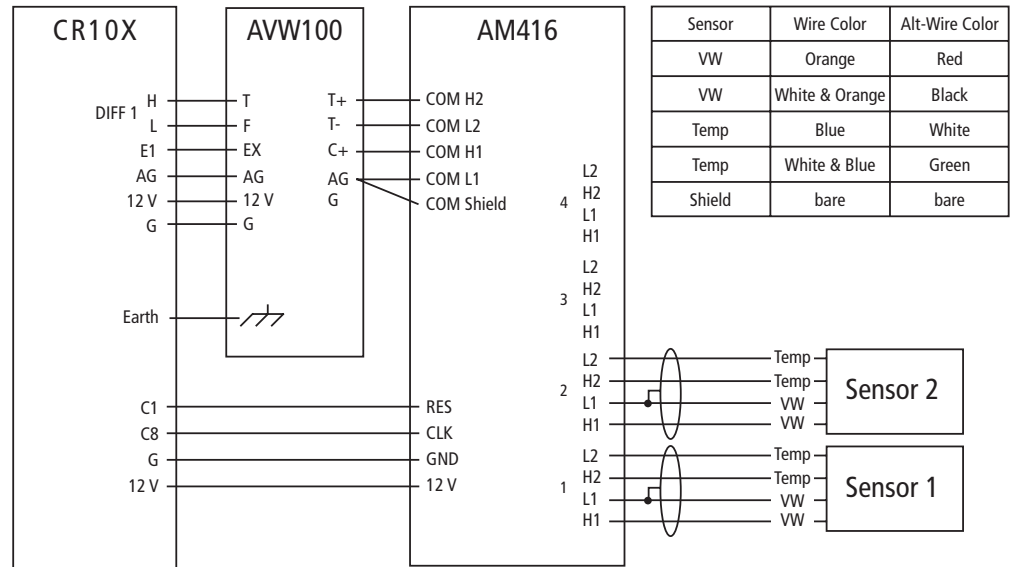 CR10X
AVW100
AM416
DIFF 1
H
L
E1
AG
12 V
G
Earth
C1
C8
G
12 V
T
F
EX
AG
12 V
G
T+
T-
C+
AG
G
COM H2
COM L2
COM H1
COM L1
COM Shield
RES
CLK
GND
12 V
4
L2
H2
L1
H1
3
L2
H2
L1
H1
2
L2
H2
L1
H1
1
L2
H2
L1
H1
Temp
Temp
VW
VW
Sensor 2
Temp
Temp
VW
VW
Sensor 1
Sensor Wire Color Alt-Wire Color
VW Orange Red
VW White & Orange Black
Temp Blue White
Temp White & Blue Green
Shield bare bare